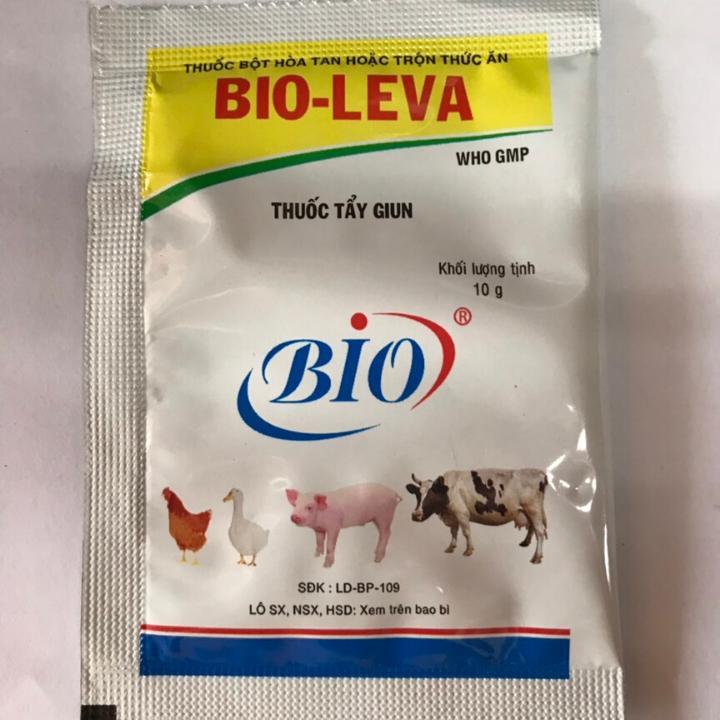 THUỐC BỘT HÒA TAN HOẶC TRỘN THỨC ĂN
BIO-LEVA
WHO GMP
THUỐC TẨY GIUN
Khối lượng tịnh
10 g
BIO ®
SĐK : LD-BP-109
LÔ SX, NSX, HSD: Xem trên bao bì